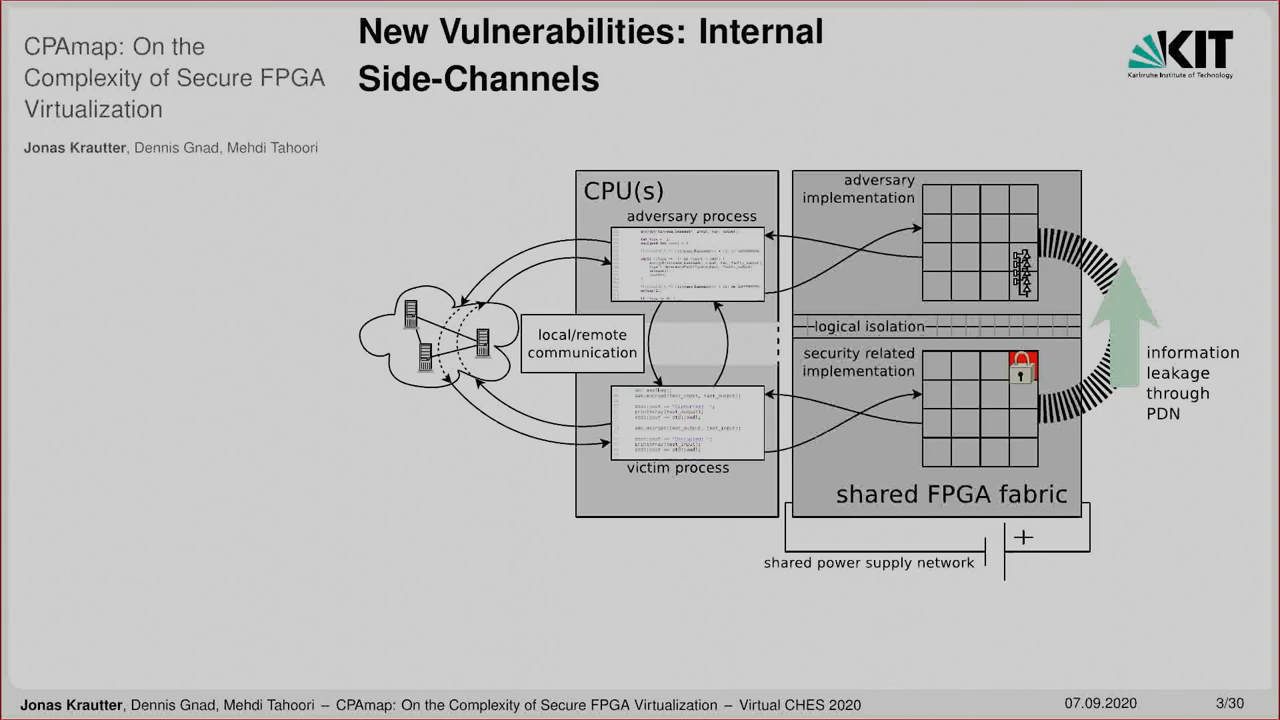 CPAmap: On the
Complexity of Secure FPGA
Virtualization
Jonas Krautter, Dennis Gnad, Mehdi Tahoori
New Vulnerabilities: Internal
Side-Channels
KIT
Karlsruhe Institute of Technology
CPU(s)
adversary process
local/remote
communication
victim process
adversary
implementation
logical isolation
security related
implementation
shared FPGA fabric
information
leakage
through
PDN
+
shared power supply network
Jonas Krautter, Dennis Gnad, Mehdi Tahoori – CPAmap: On the Complexity of Secure FPGA Virtualization – Virtual CHES 2020
07.09.2020
3/30